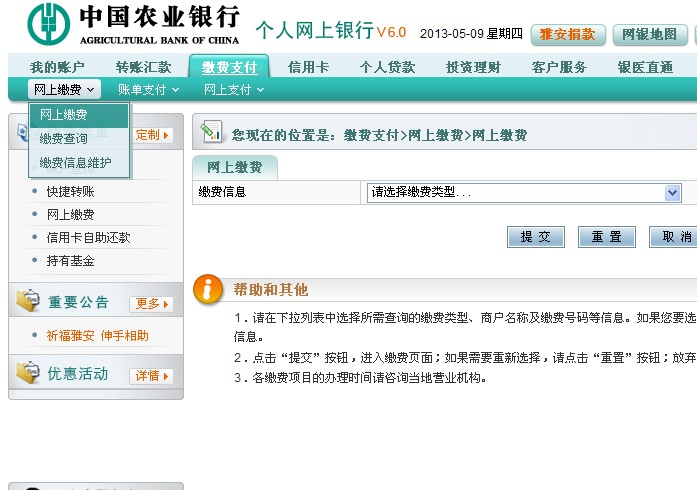 中国农业银行
AGRICULTURAL BANK OF CHINA
个人网上银行 V6.0
2013-05-09 星期四
雅安捐款
网银地图
我的账户 转账汇款 缴费支付 信用卡 个人贷款 投资理财 客户服务 银医直通
网上缴费 账单支付 网上支付
网上缴费
缴费查询
缴费信息维护
定制
快捷转账
网上缴费
信用卡自助还款
持有基金
重要公告 更多
祈福雅安 伸手相助
优惠活动 详情
您现在的位置是：缴费支付>网上缴费>网上缴费
网上缴费
缴费信息 请选择缴费类型...
提交 重置 取消
帮助和其他
1．请在下拉列表中选择所需查询的缴费类型、商户名称及缴费号码等信息。如果您要选
信息。
2．点击“提交”按钮，进入缴费页面；如果需要重新选择，请点击“重置”按钮；放弃
3．各缴费项目的办理时间请咨询当地营业机构。